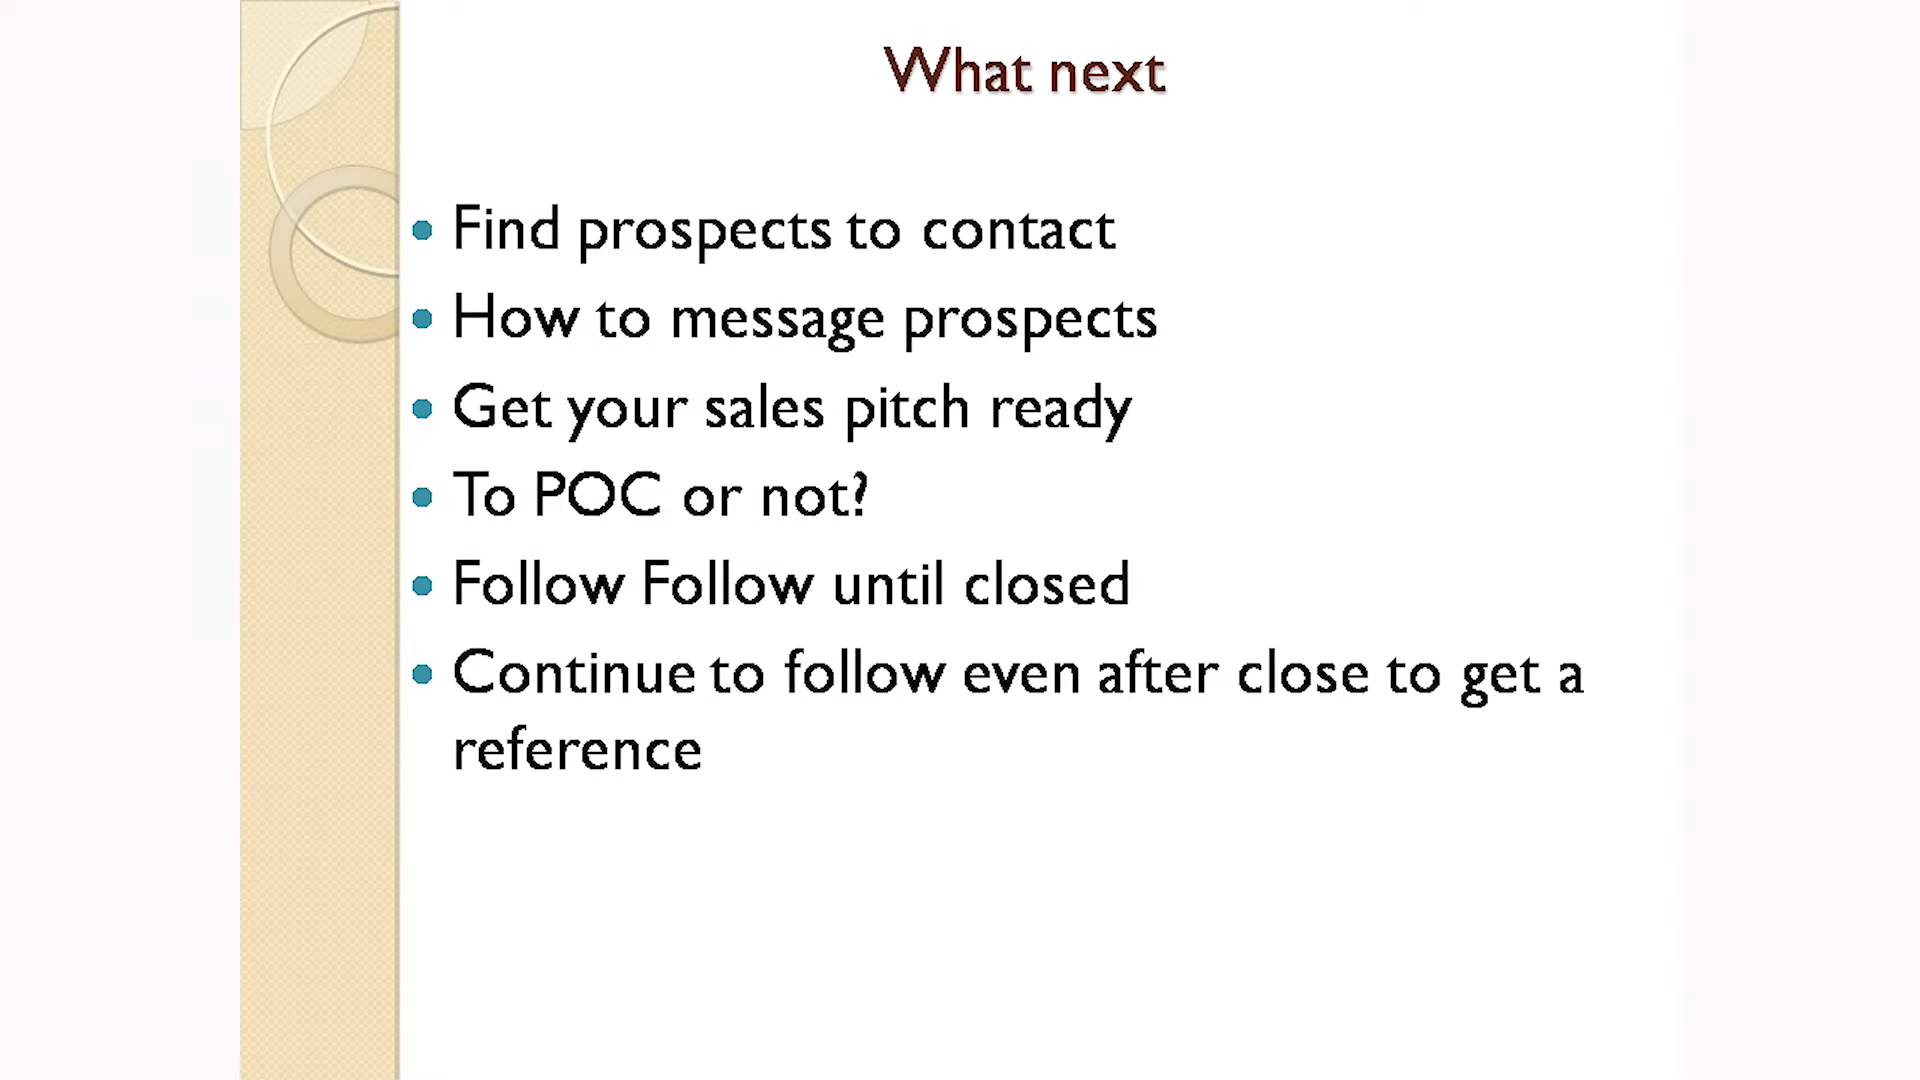 What next
• Find prospects to contact
• How to message prospects
• Get your sales pitch ready
• To POC or not?
• Follow Follow until closed
• Continue to follow even after close to get a
reference